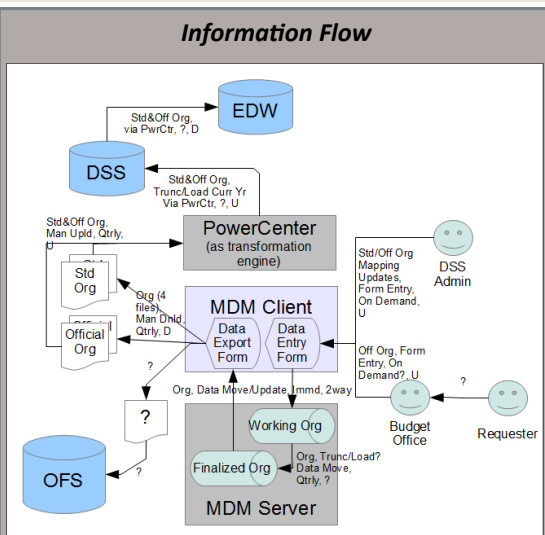 Information Flow
EDW
Std&Off Org,
via PwrCtr, ?, D
DSS
Std&Off Org,
Trunc/Load Curr Yr
Via PwrCtr, ?, U
Std&Off Org,
Man Upld, Qtrly,
U
PowerCenter
(as transformation
engine)
Std
Org
Official
Org
Org (4
files),
Man Dnld,
Qtrly, D
MDM Client
Data
Export
Form
Data
Entry
Form
Std/Off Org
Mapping
Updates,
Form Entry,
On Demand,
U
DSS
Admin
Off Org, Form
Entry, On
Demand?, U
?
Budget
Office
Requester
?
?
?
OFS
Org, Data Move/Update, Immd, 2way
Working Org
Finalized Org
Org, Trunc/Load?
Data Move,
Qtrly, ?
MDM Server